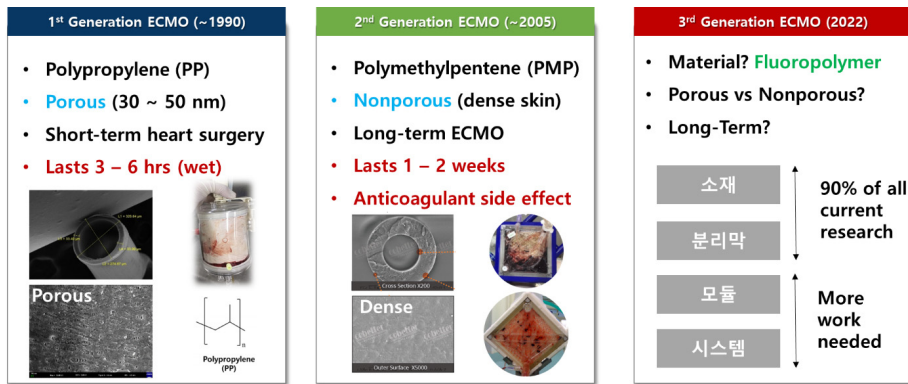 1st Generation ECMO (~1990)
• Polypropylene (PP)
• Porous (30 ~ 50 nm)
• Short-term heart surgery
• Lasts 3 – 6 hrs (wet)
Porous
n
Polypropylene
(PP)
2nd Generation ECMO (~2005)
• Polymethylpentene (PMP)
• Nonporous (dense skin)
• Long-term ECMO
• Lasts 1 – 2 weeks
• Anticoagulant side effect
Cross Section X200
Dense
Outer Surface X5000
3rd Generation ECMO (2022)
• Material? Fluoropolymer
• Porous vs Nonporous?
• Long-Term?
소재
분리막
90% of all
current
research
모듈
시스템
More
work
needed